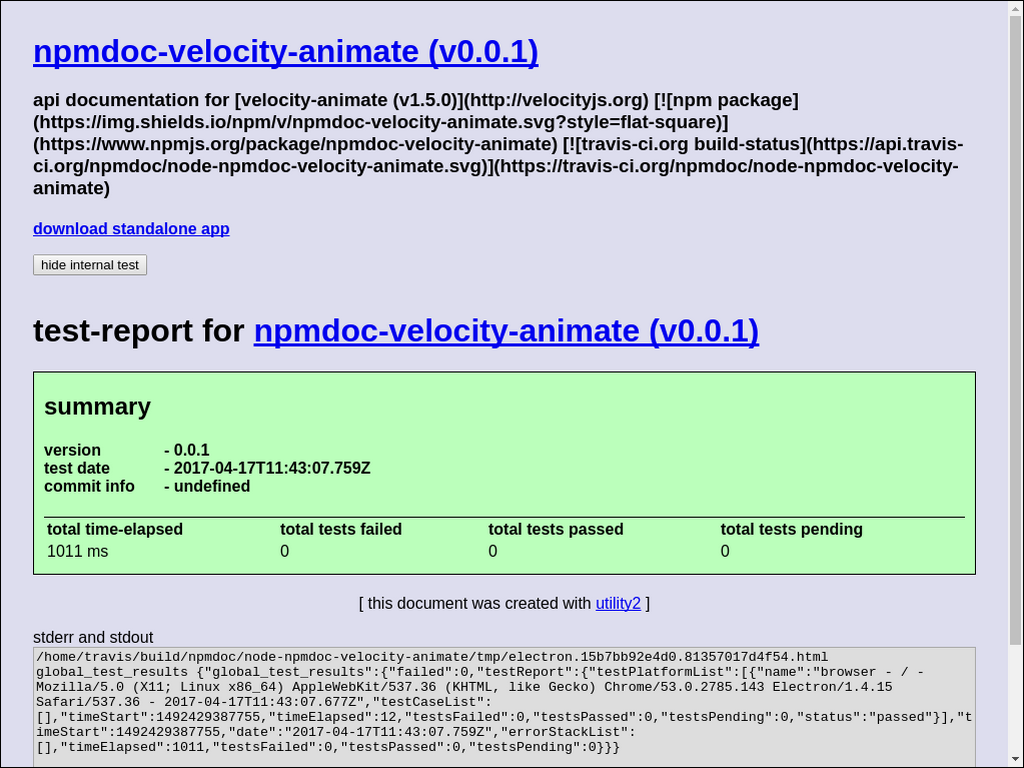 npmdoc-velocity-animate (v0.0.1)
api documentation for [velocity-animate (v1.5.0)](http://velocityjs.org) [![npm package]
(https://img.shields.io/npm/v/npmdoc-velocity-animate.svg?style=flat-square)]
(https://www.npmjs.org/package/npmdoc-velocity-animate) [![travis-ci.org build-status](https://api.travis-
ci.org/npmdoc/node-npmdoc-velocity-animate.svg)](https://travis-ci.org/npmdoc/node-npmdoc-velocity-
animate)
download standalone app
hide internal test
test-report for npmdoc-velocity-animate (v0.0.1)
summary
version - 0.0.1
test date - 2017-04-17T11:43:07.759Z
commit info - undefined
total time-elapsed total tests failed total tests passed total tests pending
1011 ms 0 0 0
[ this document was created with utility2 ]
stderr and stdout
/home/travis/build/npmdoc/node-npmdoc-velocity-animate/tmp/electron.15b7bb92e4d0.81357017d4f54.html
global_test_results {"global_test_results":{"failed":0,"testReport":{"testPlatformList":[{"name":"browser - / -
Mozilla/5.0 (X11; Linux x86_64) AppleWebKit/537.36 (KHTML, like Gecko) Chrome/53.0.2785.143 Electron/1.4.15
Safari/537.36 - 2017-04-17T11:43:07.677Z","testCaseList":
[],"timeStart":1492429387755,"timeElapsed":12,"testsFailed":0,"testsPassed":0,"testsPending":0,"status":"passed"}],"t
imeStart":1492429387755,"date":"2017-04-17T11:43:07.759Z","errorStackList":
[],"timeElapsed":1011,"testsFailed":0,"testsPassed":0,"testsPending":0}}}